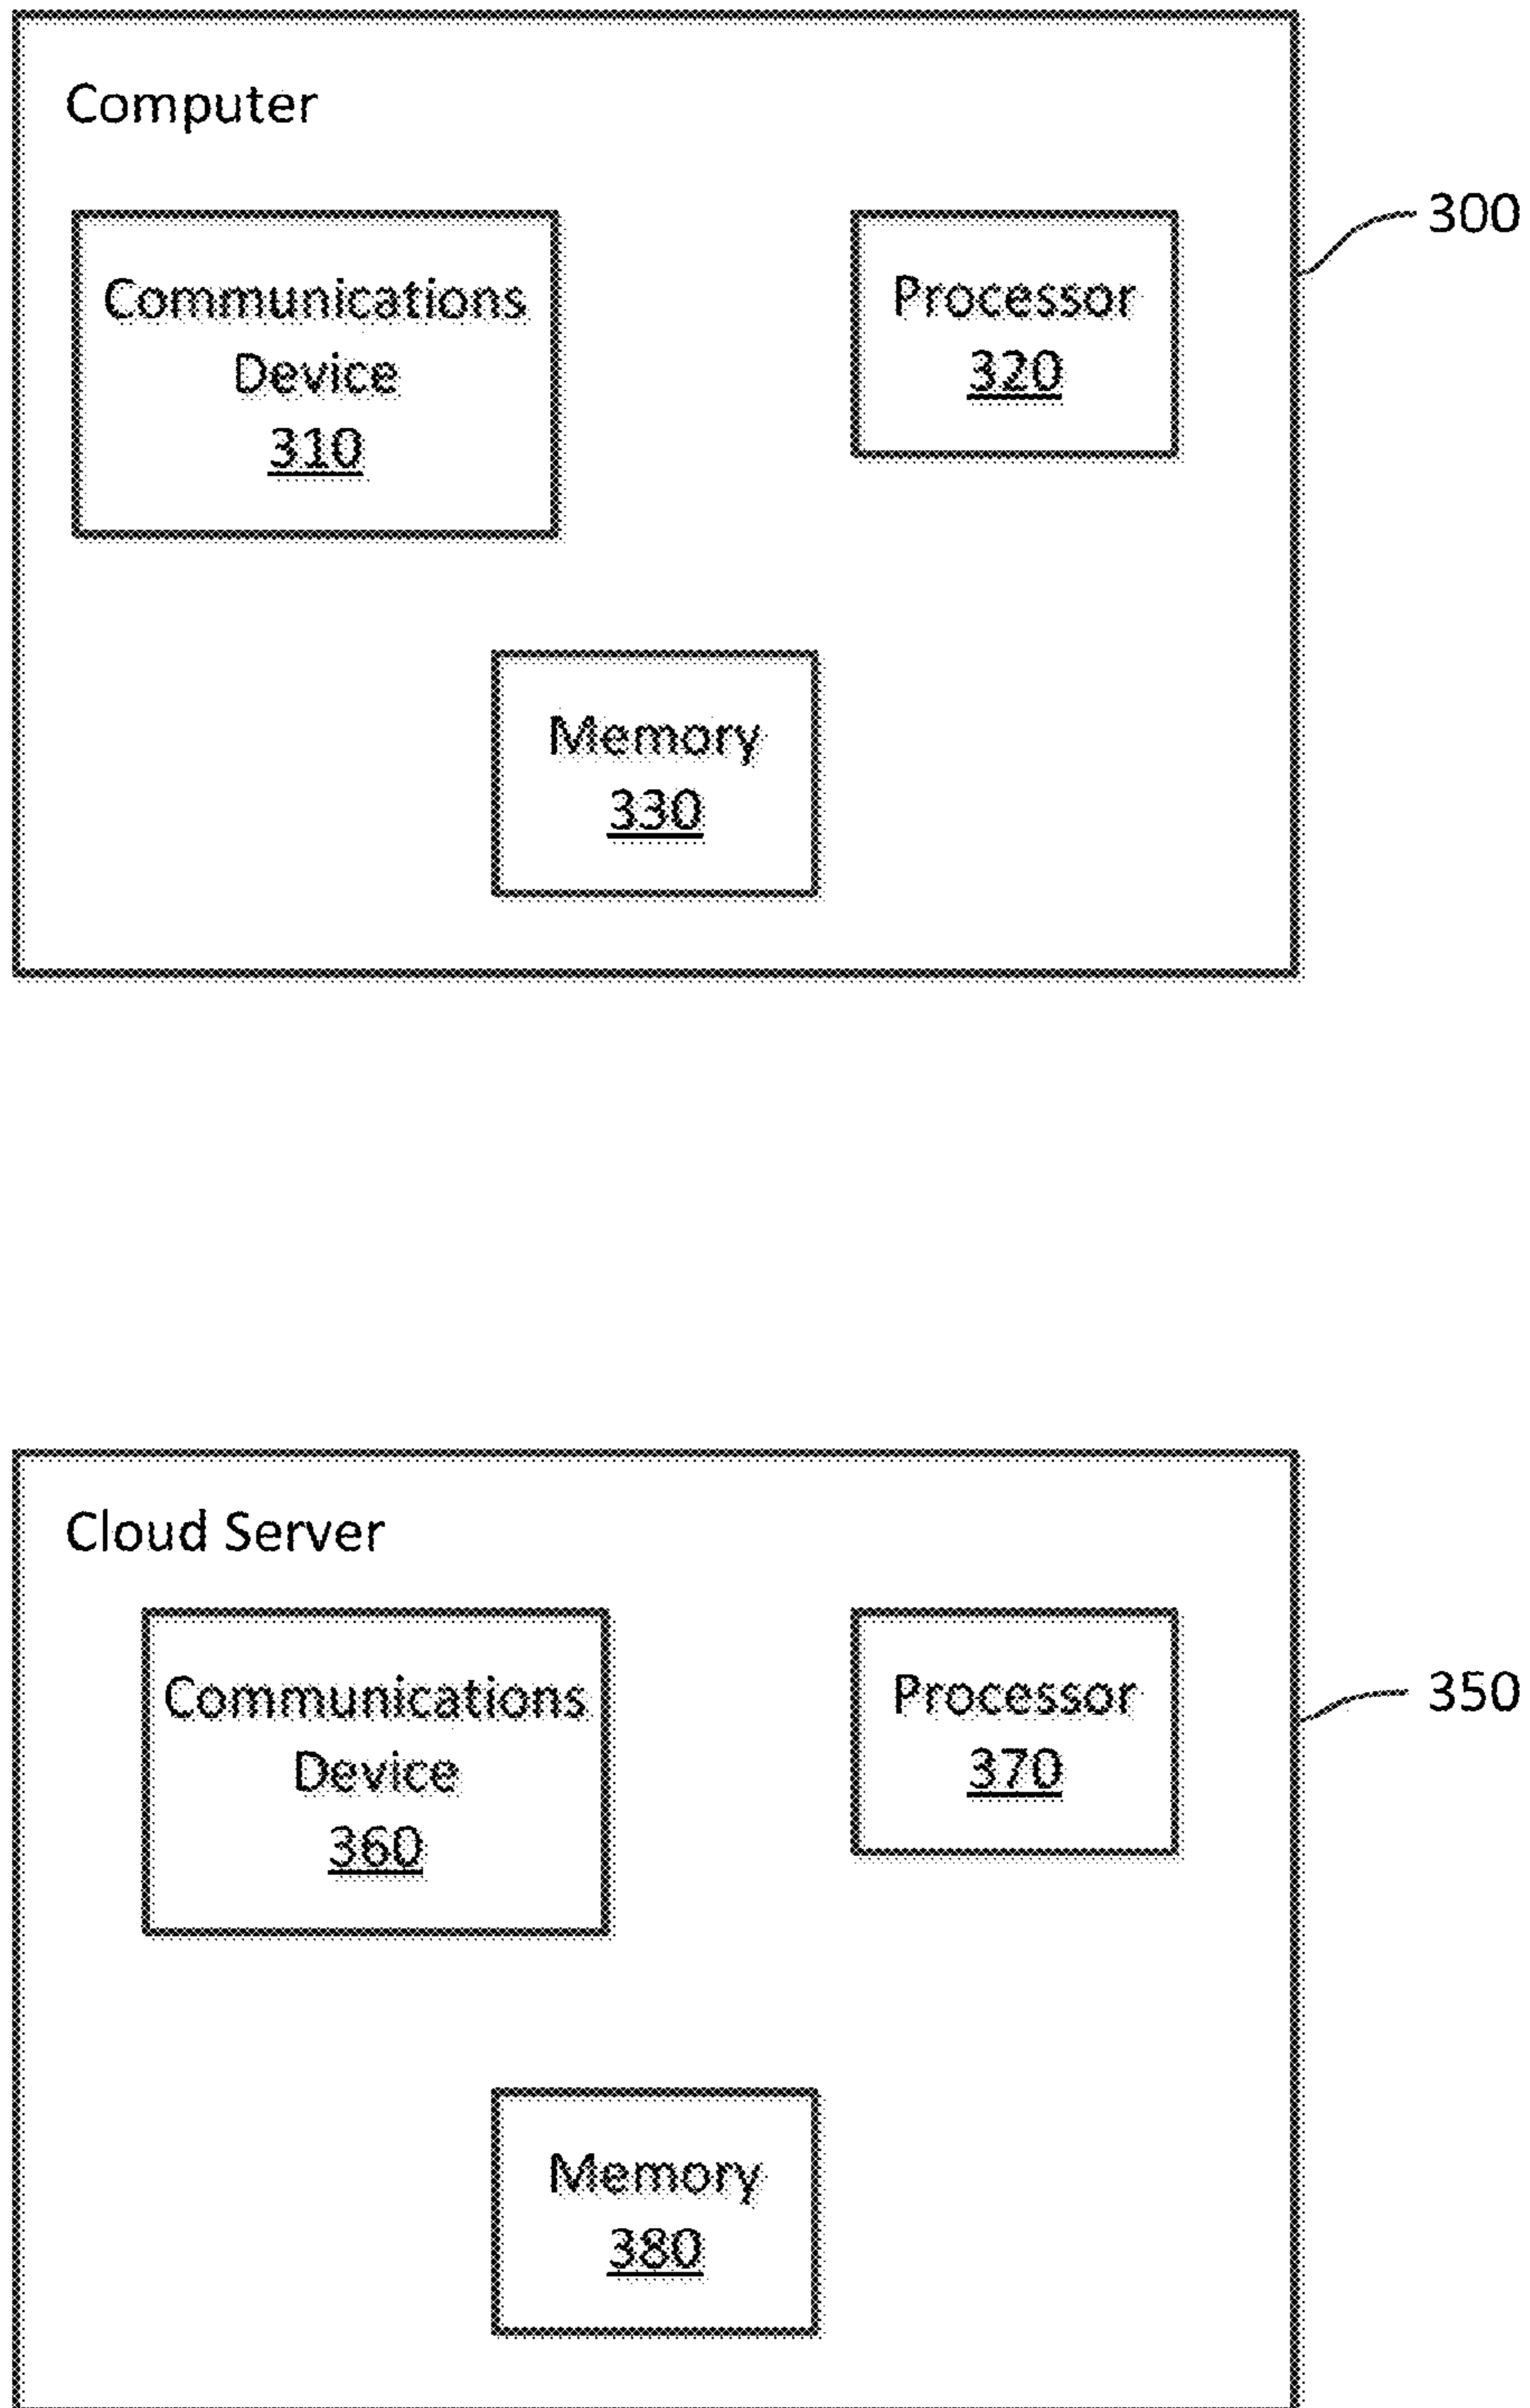 Computer
300
Communications
Device
310
Processor
320
Memory
330
Cloud Server
Communications
Device
360
Processor
370
350
Memory
380